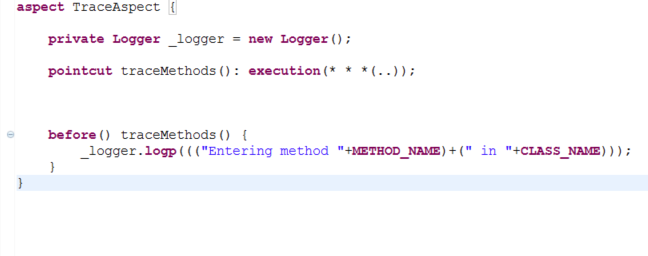 aspect TraceAspect {
private Logger _logger = new Logger();
pointcut traceMethods(): execution(* * *(..));
before() traceMethods() {
_logger.logp((("Entering method "+METHOD_NAME)+(" in "+CLASS_NAME)));
}
}